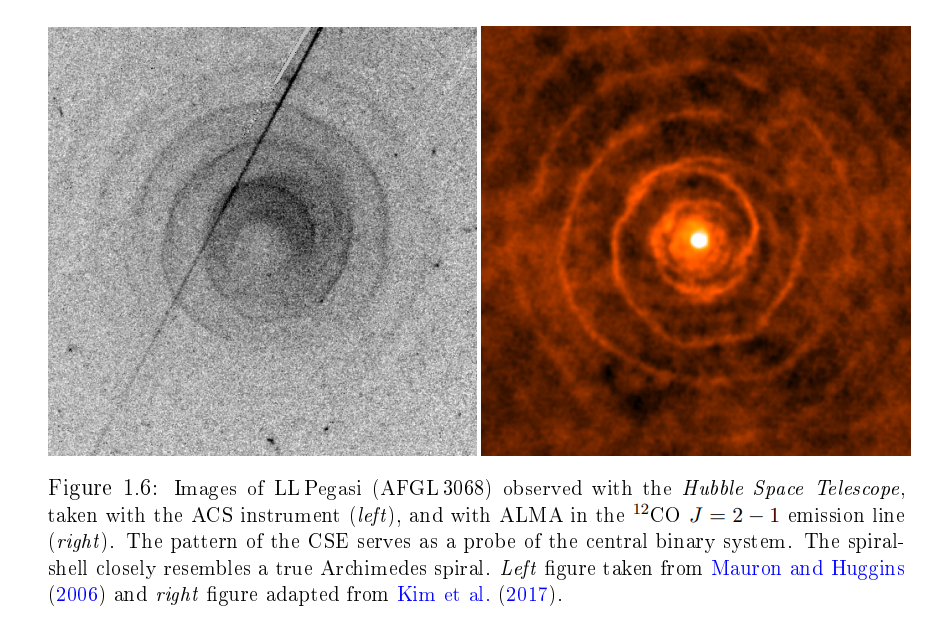 Figure 1.6: Images of LL Pegasi (AFGL 3068) observed with the Hubble Space Telescope,
taken with the ACS instrument (left), and with ALMA in the ¹²CO J = 2 − 1 emission line
(right). The pattern of the CSE serves as a probe of the central binary system. The spiral-
shell closely resembles a true Archimedes spiral. Left figure taken from Mauron and Huggins
(2006) and right figure adapted from Kim et al. (2017).